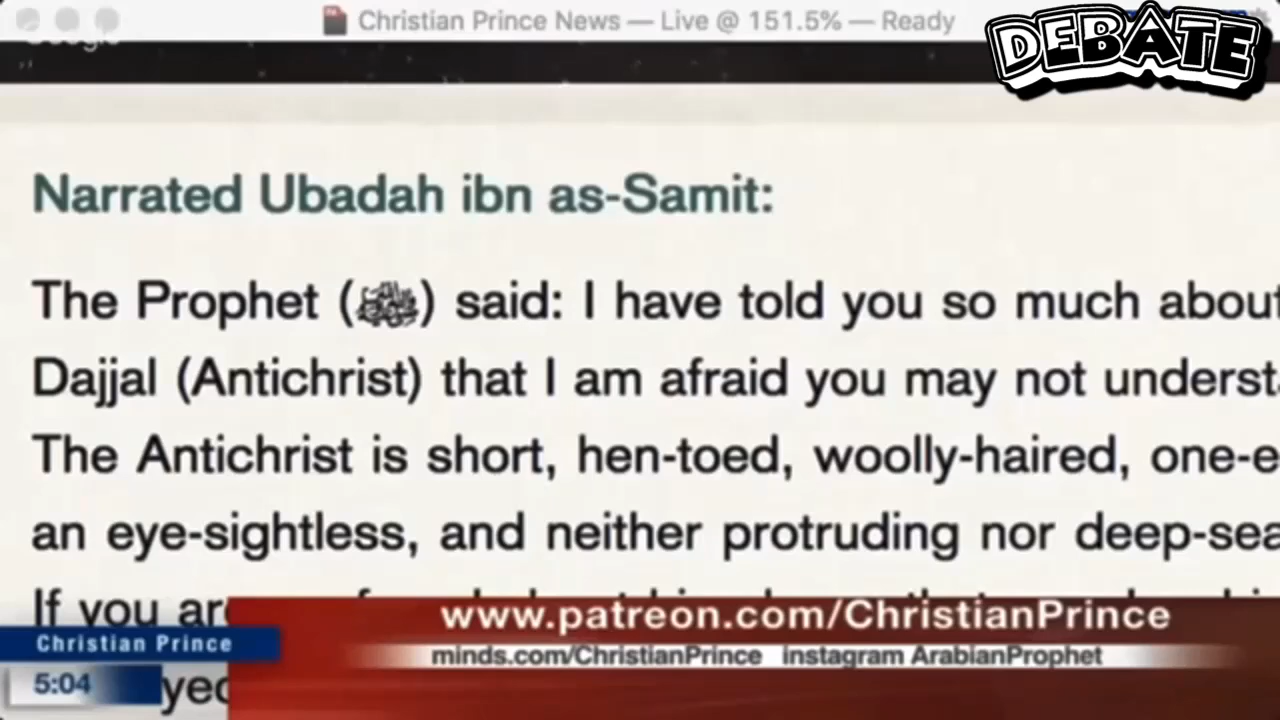 Christian Prince News — Live @ 151.5% — Ready
DEBATE
Google
Narrated Ubadah ibn as-Samit:
The Prophet (ﷺ) said: I have told you so much about
Dajjal (Antichrist) that I am afraid you may not underst
The Antichrist is short, hen-toed, woolly-haired, one-e
an eye-sightless, and neither protruding nor deep-sea
If you are
www.patreon.com/ChristianPrince
Christian Prince
minds.com/ChristianPrince instagram ArabianProphet
5:04